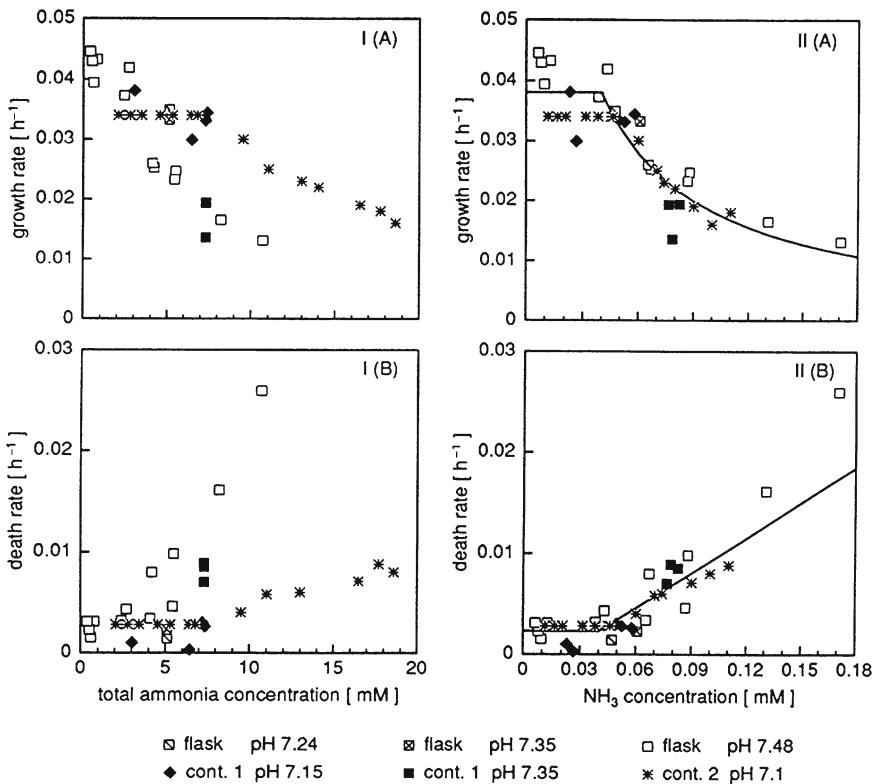 I (A)
growth rate [ h⁻¹ ]
0.05
0.04
0.03
0.02
0.01
0
II (A)
growth rate [ h⁻¹ ]
0.05
0.04
0.03
0.02
0.01
0
I (B)
death rate [ h⁻¹ ]
0.03
0.02
0.01
0
0 5 10 15 20
total ammonia concentration [ mM ]
II (B)
death rate [ h⁻¹ ]
0.03
0.02
0.01
0
0 0.03 0.06 0.09 0.12 0.15 0.18
NH₃ concentration [ mM ]
flask pH 7.24
flask pH 7.35
flask pH 7.48
cont. 1 pH 7.15
cont. 1 pH 7.35
cont. 2 pH 7.1